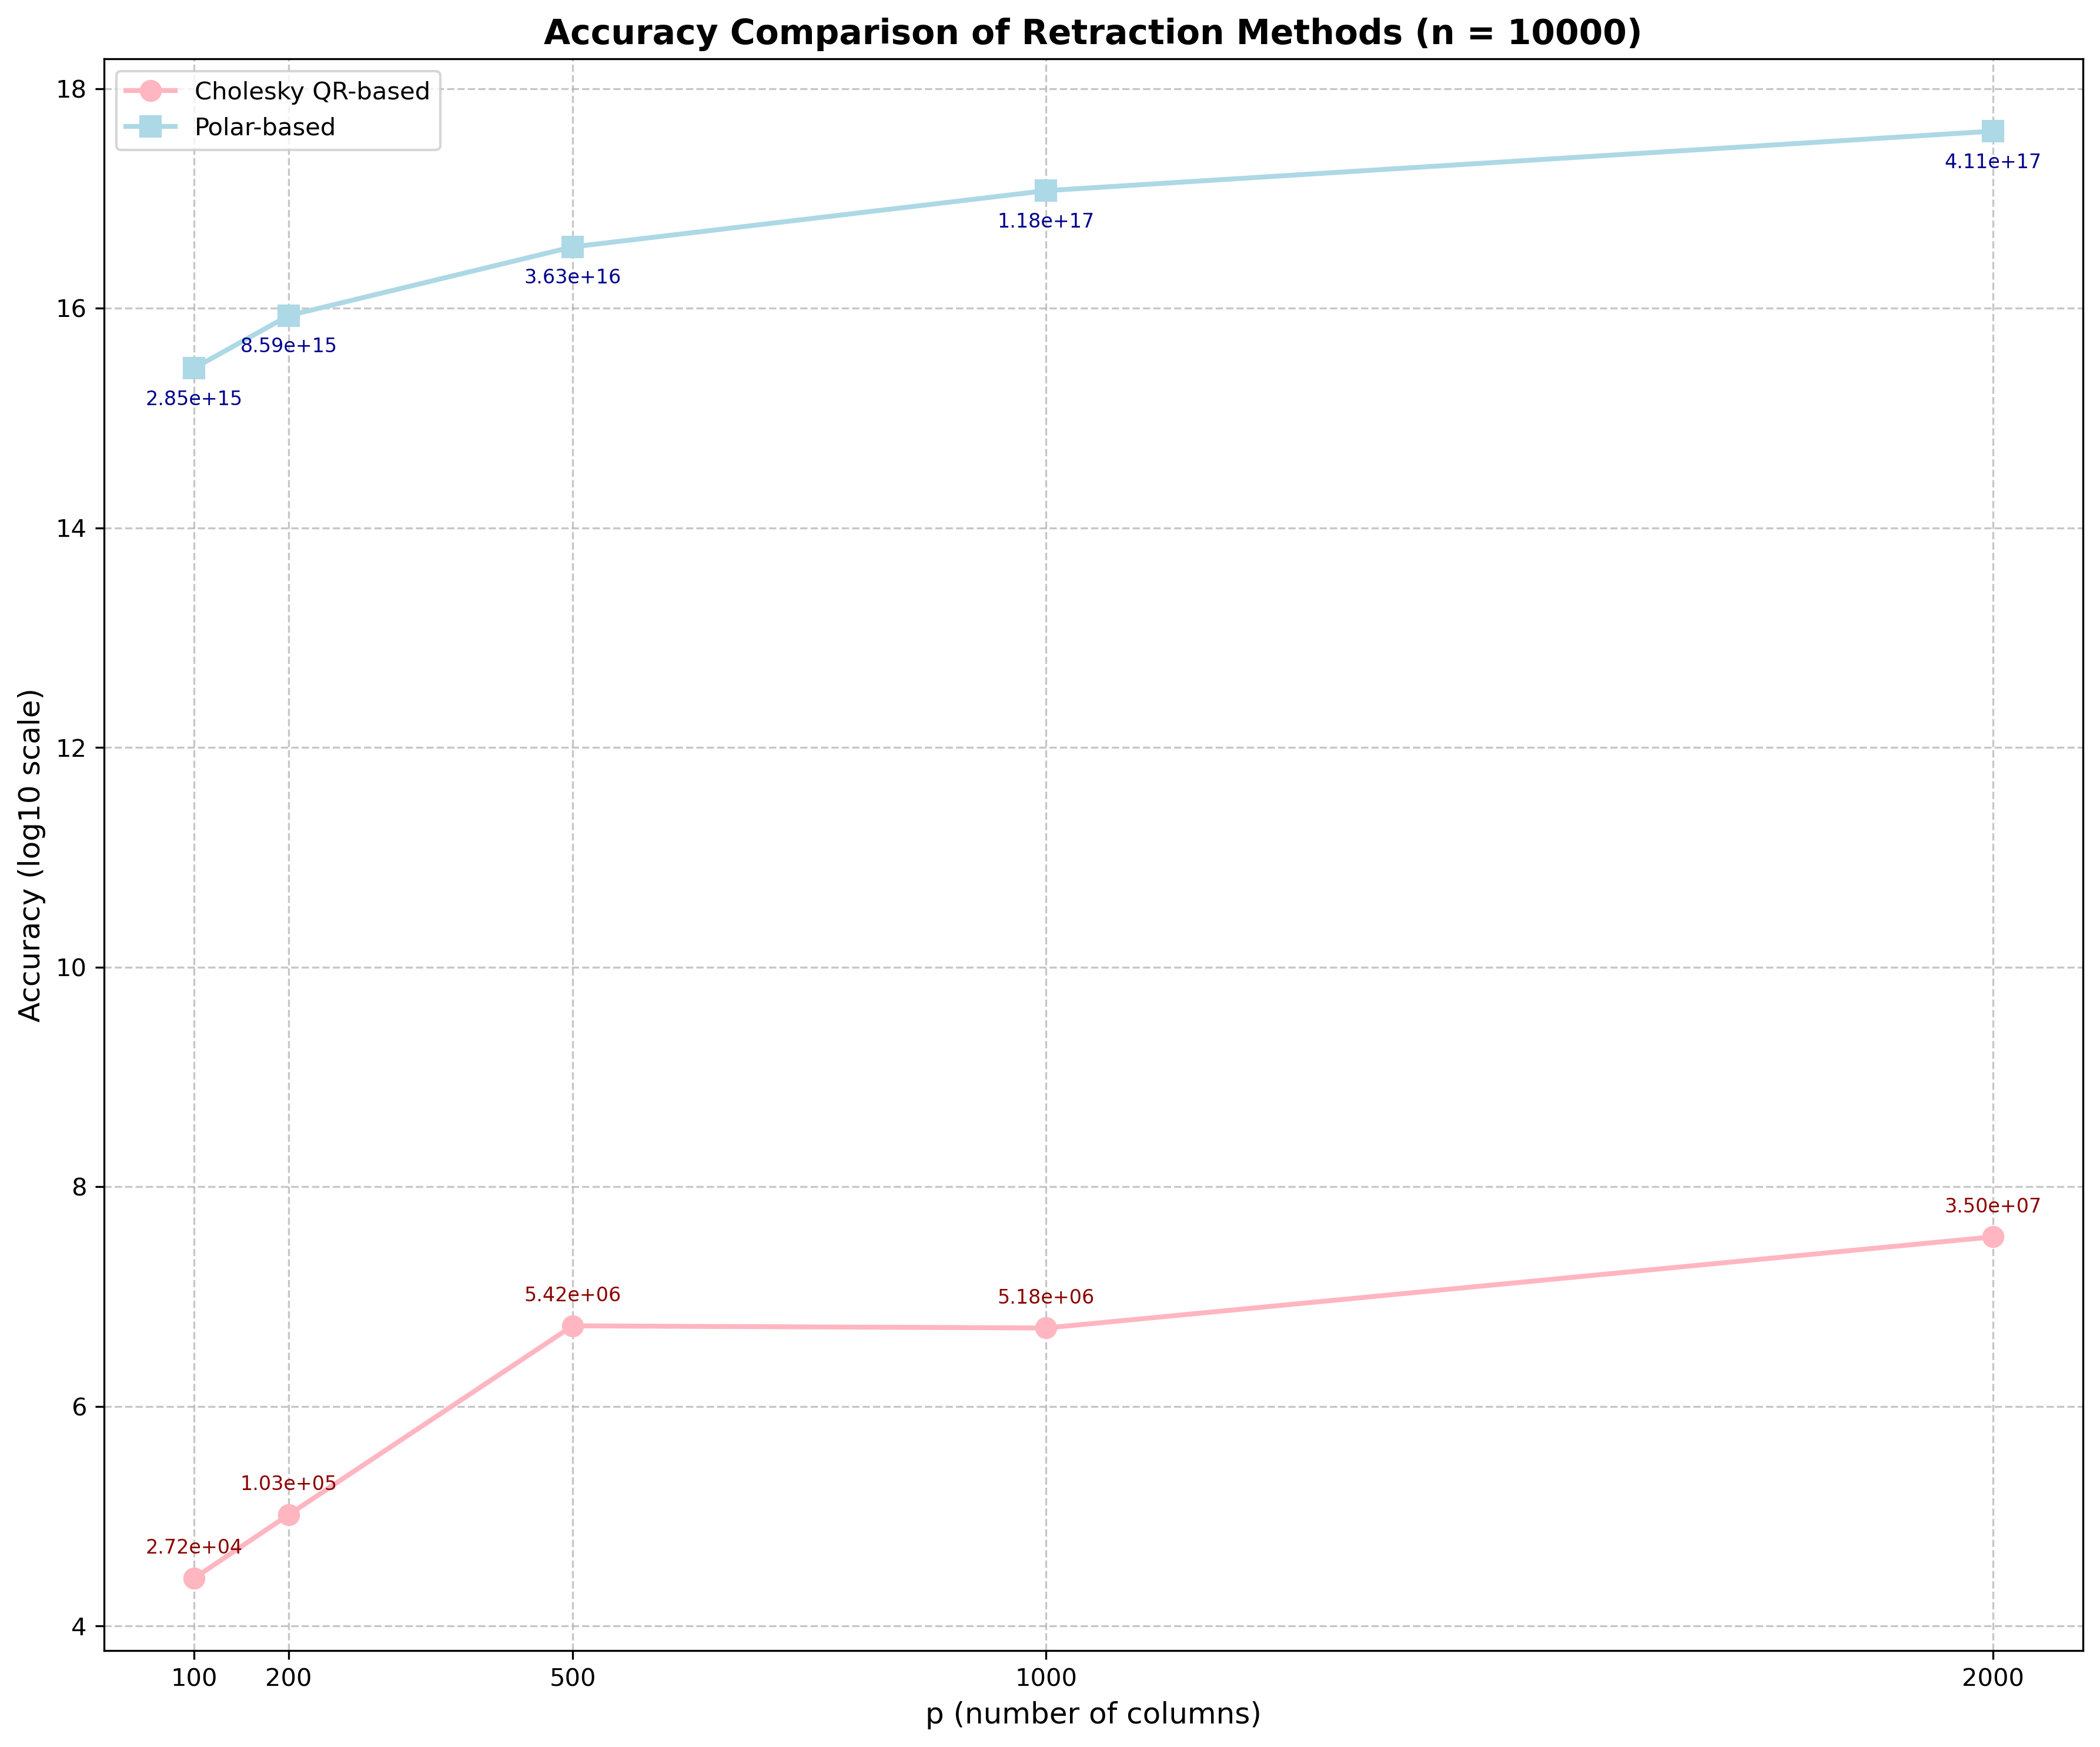 Accuracy Comparison of Retraction Methods (n = 10000)
Cholesky QR-based
Polar-based
Accuracy (log10 scale)
18
16
14
12
10
8
6
4
2.85e+15
8.59e+15
3.63e+16
1.18e+17
4.11e+17
2.72e+04
1.03e+05
5.42e+06
5.18e+06
3.50e+07
100
200
500
1000
2000
p (number of columns)